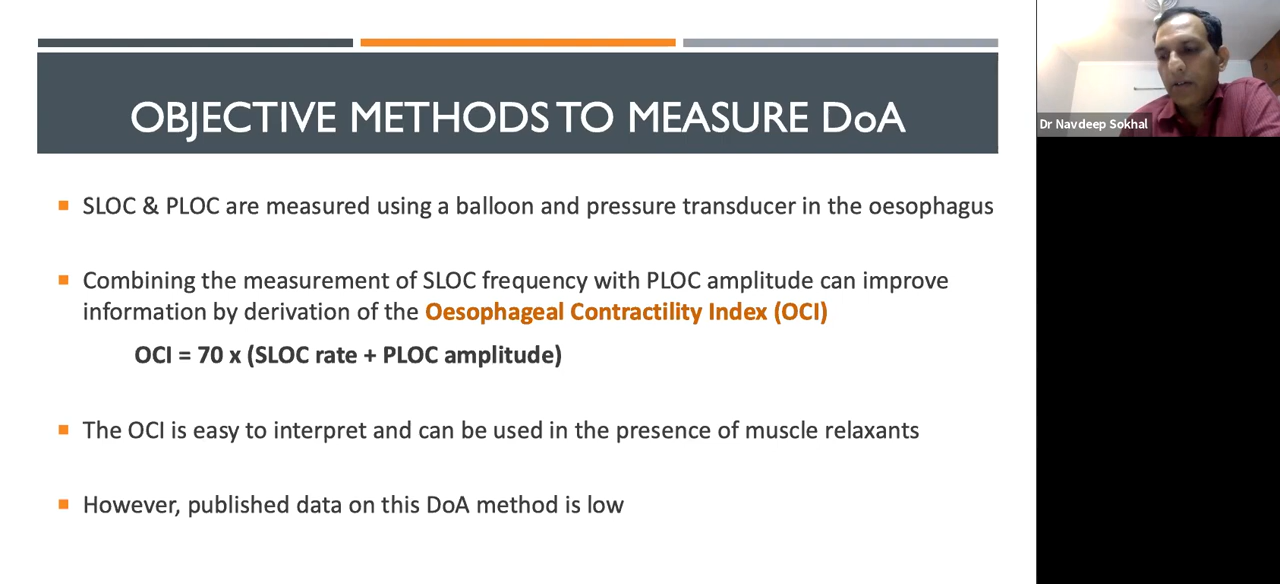 OBJECTIVE METHODS TO MEASURE DoA
SLOC & PLOC are measured using a balloon and pressure transducer in the oesophagus
Combining the measurement of SLOC frequency with PLOC amplitude can improve
information by derivation of the Oesophageal Contractility Index (OCI)
OCI = 70 x (SLOC rate + PLOC amplitude)
The OCI is easy to interpret and can be used in the presence of muscle relaxants
However, published data on this DoA method is low
Dr Navdeep Sokhal